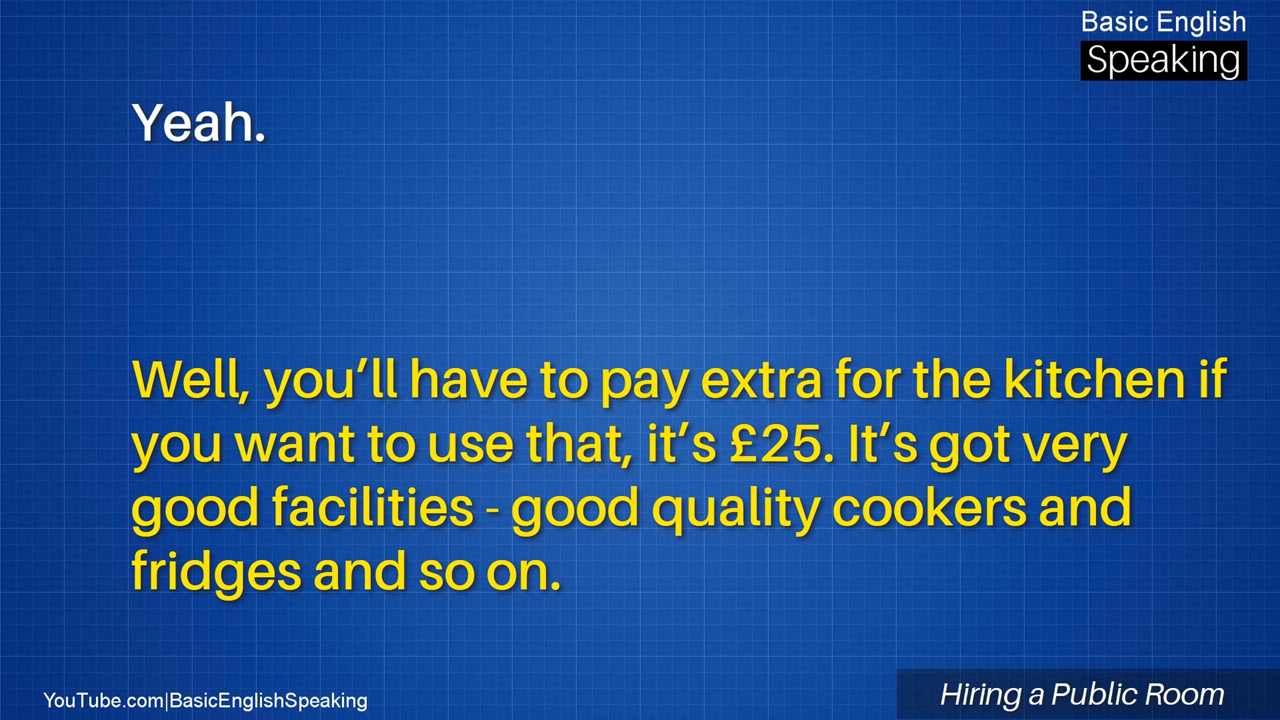 Basic English
Speaking
Yeah.
Well, you’ll have to pay extra for the kitchen if
you want to use that, it’s £25. It’s got very
good facilities - good quality cookers and
fridges and so on.
YouTube.com|BasicEnglishSpeaking
Hiring a Public Room